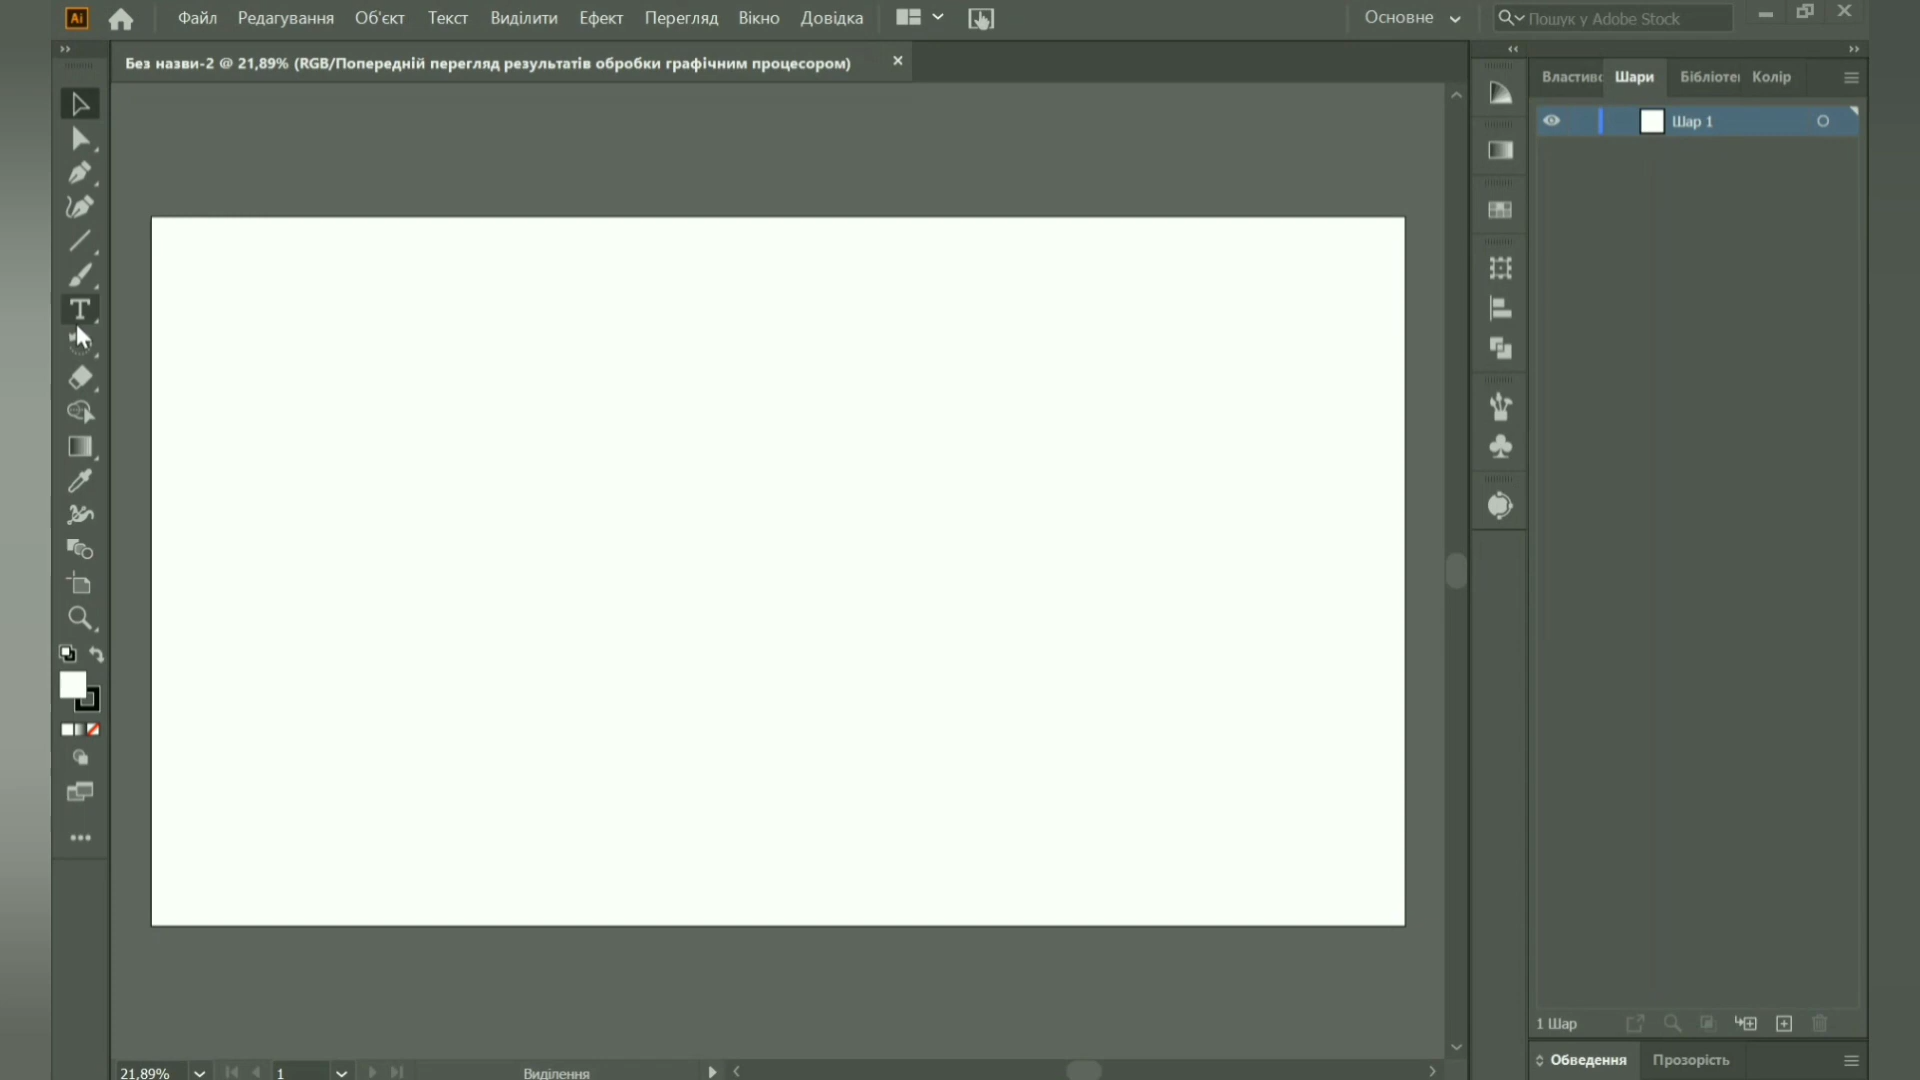 Ai Файл Редагування Об'єкт Текст Виділити Ефект Перегляд Вікно Довідка Основне Пошук у Adobe Stock
Без назви-2 @ 21,89% (RGB/Попередній перегляд результатів обробки графічним процесором)
Властивс Шари Бібліоте Колір
Шар 1
T
1 Шар
Обведення Прозорість
21,89% 1 Виділення